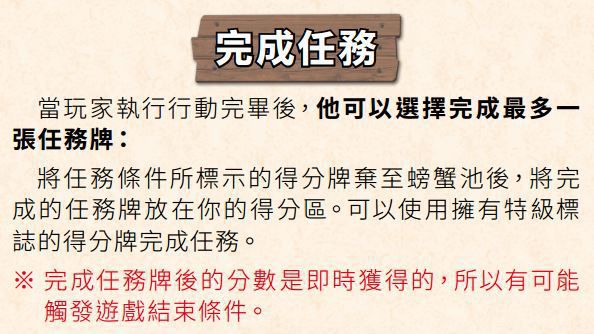 完成任務
當玩家執行行動完畢後，他可以選擇完成最多一
張任務牌：
將任務條件所標示的得分牌棄至螃蟹池後，將完
成的任務牌放在你的得分區。可以使用擁有特級標
誌的得分牌完成任務。
※ 完成任務牌後的分數是即時獲得的，所以有可能
觸發遊戲結束條件。